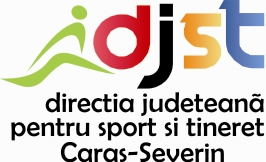 djst
directia judeteană
pentru sport si tineret
Caras-Severin